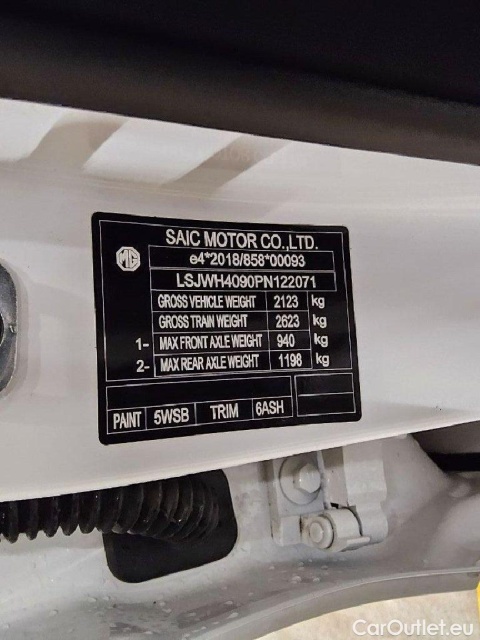 SAIC MOTOR CO.,LTD.
MG
e4*2018/858*00093
LSJWH4090PN122071
GROSS VEHICLE WEIGHT 2123 kg
GROSS TRAIN WEIGHT 2623 kg
1- MAX FRONT AXLE WEIGHT 940 kg
2- MAX REAR AXLE WEIGHT 1198 kg
PAINT 5WSB TRIM 6ASH
CarOutlet.eu